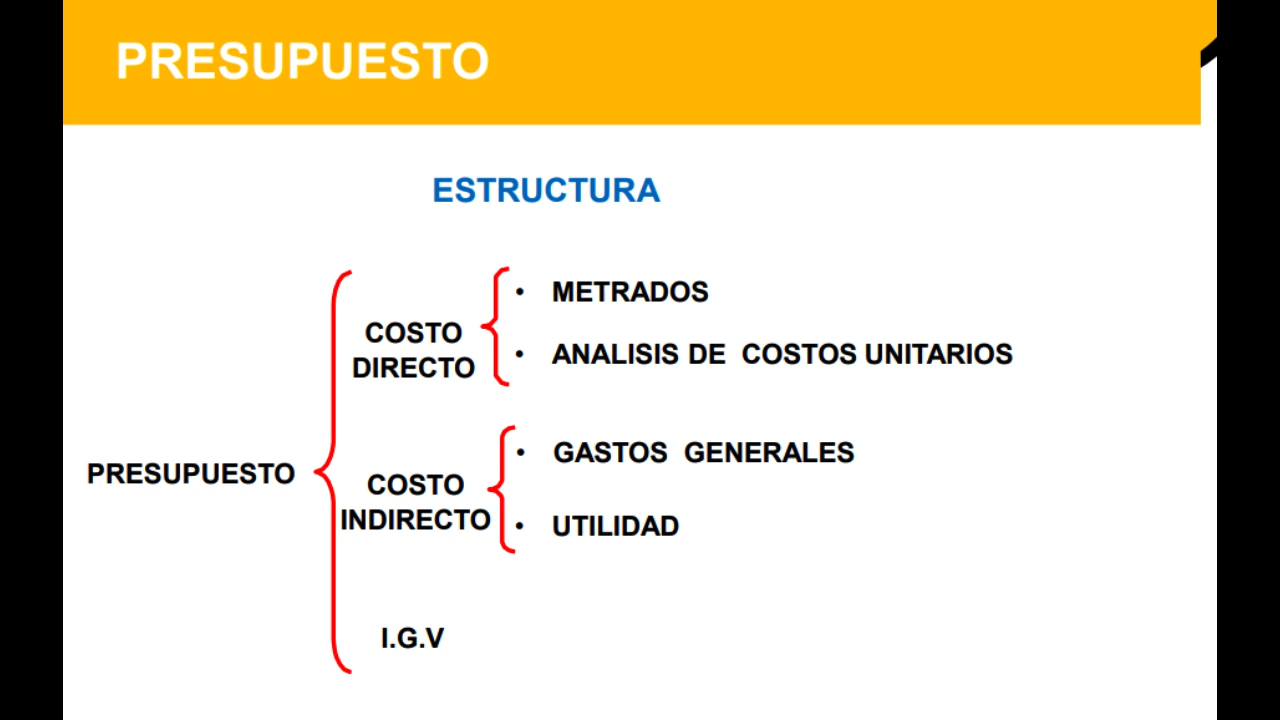 PRESUPUESTO
ESTRUCTURA
COSTO
DIRECTO
• METRADOS
• ANALISIS DE COSTOS UNITARIOS
PRESUPUESTO
COSTO
INDIRECTO
• GASTOS GENERALES
• UTILIDAD
I.G.V